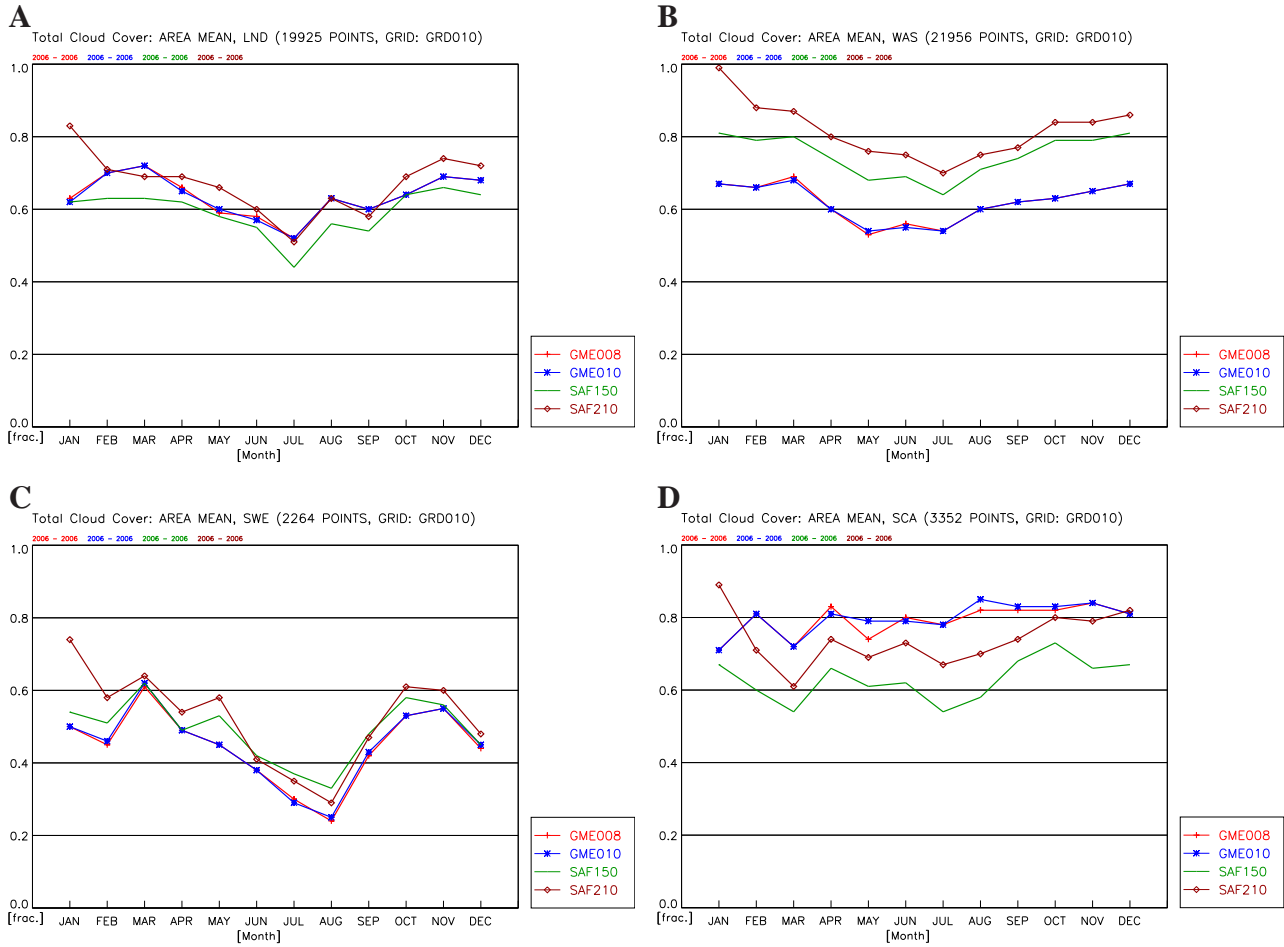 A
Total Cloud Cover: AREA MEAN, LND (19925 POINTS, GRID: GRD010)
2006 - 2006 2006 - 2006 2006 - 2006 2006 - 2006
1.0
0.8
0.6
0.4
0.2
0.0
[frac.]
JAN FEB MAR APR MAY JUN JUL AUG SEP OCT NOV DEC
[Month]
GME008
GME010
SAF150
SAF210
B
Total Cloud Cover: AREA MEAN, WAS (21956 POINTS, GRID: GRD010)
2006 - 2006 2006 - 2006 2006 - 2006 2006 - 2006
1.0
0.8
0.6
0.4
0.2
0.0
[frac.]
JAN FEB MAR APR MAY JUN JUL AUG SEP OCT NOV DEC
[Month]
GME008
GME010
SAF150
SAF210
C
Total Cloud Cover: AREA MEAN, SWE (2264 POINTS, GRID: GRD010)
2006 - 2006 2006 - 2006 2006 - 2006 2006 - 2006
1.0
0.8
0.6
0.4
0.2
0.0
[frac.]
JAN FEB MAR APR MAY JUN JUL AUG SEP OCT NOV DEC
[Month]
GME008
GME010
SAF150
SAF210
D
Total Cloud Cover: AREA MEAN, SCA (3352 POINTS, GRID: GRD010)
2006 - 2006 2006 - 2006 2006 - 2006 2006 - 2006
1.0
0.8
0.6
0.4
0.2
0.0
[frac.]
JAN FEB MAR APR MAY JUN JUL AUG SEP OCT NOV DEC
[Month]
GME008
GME010
SAF150
SAF210